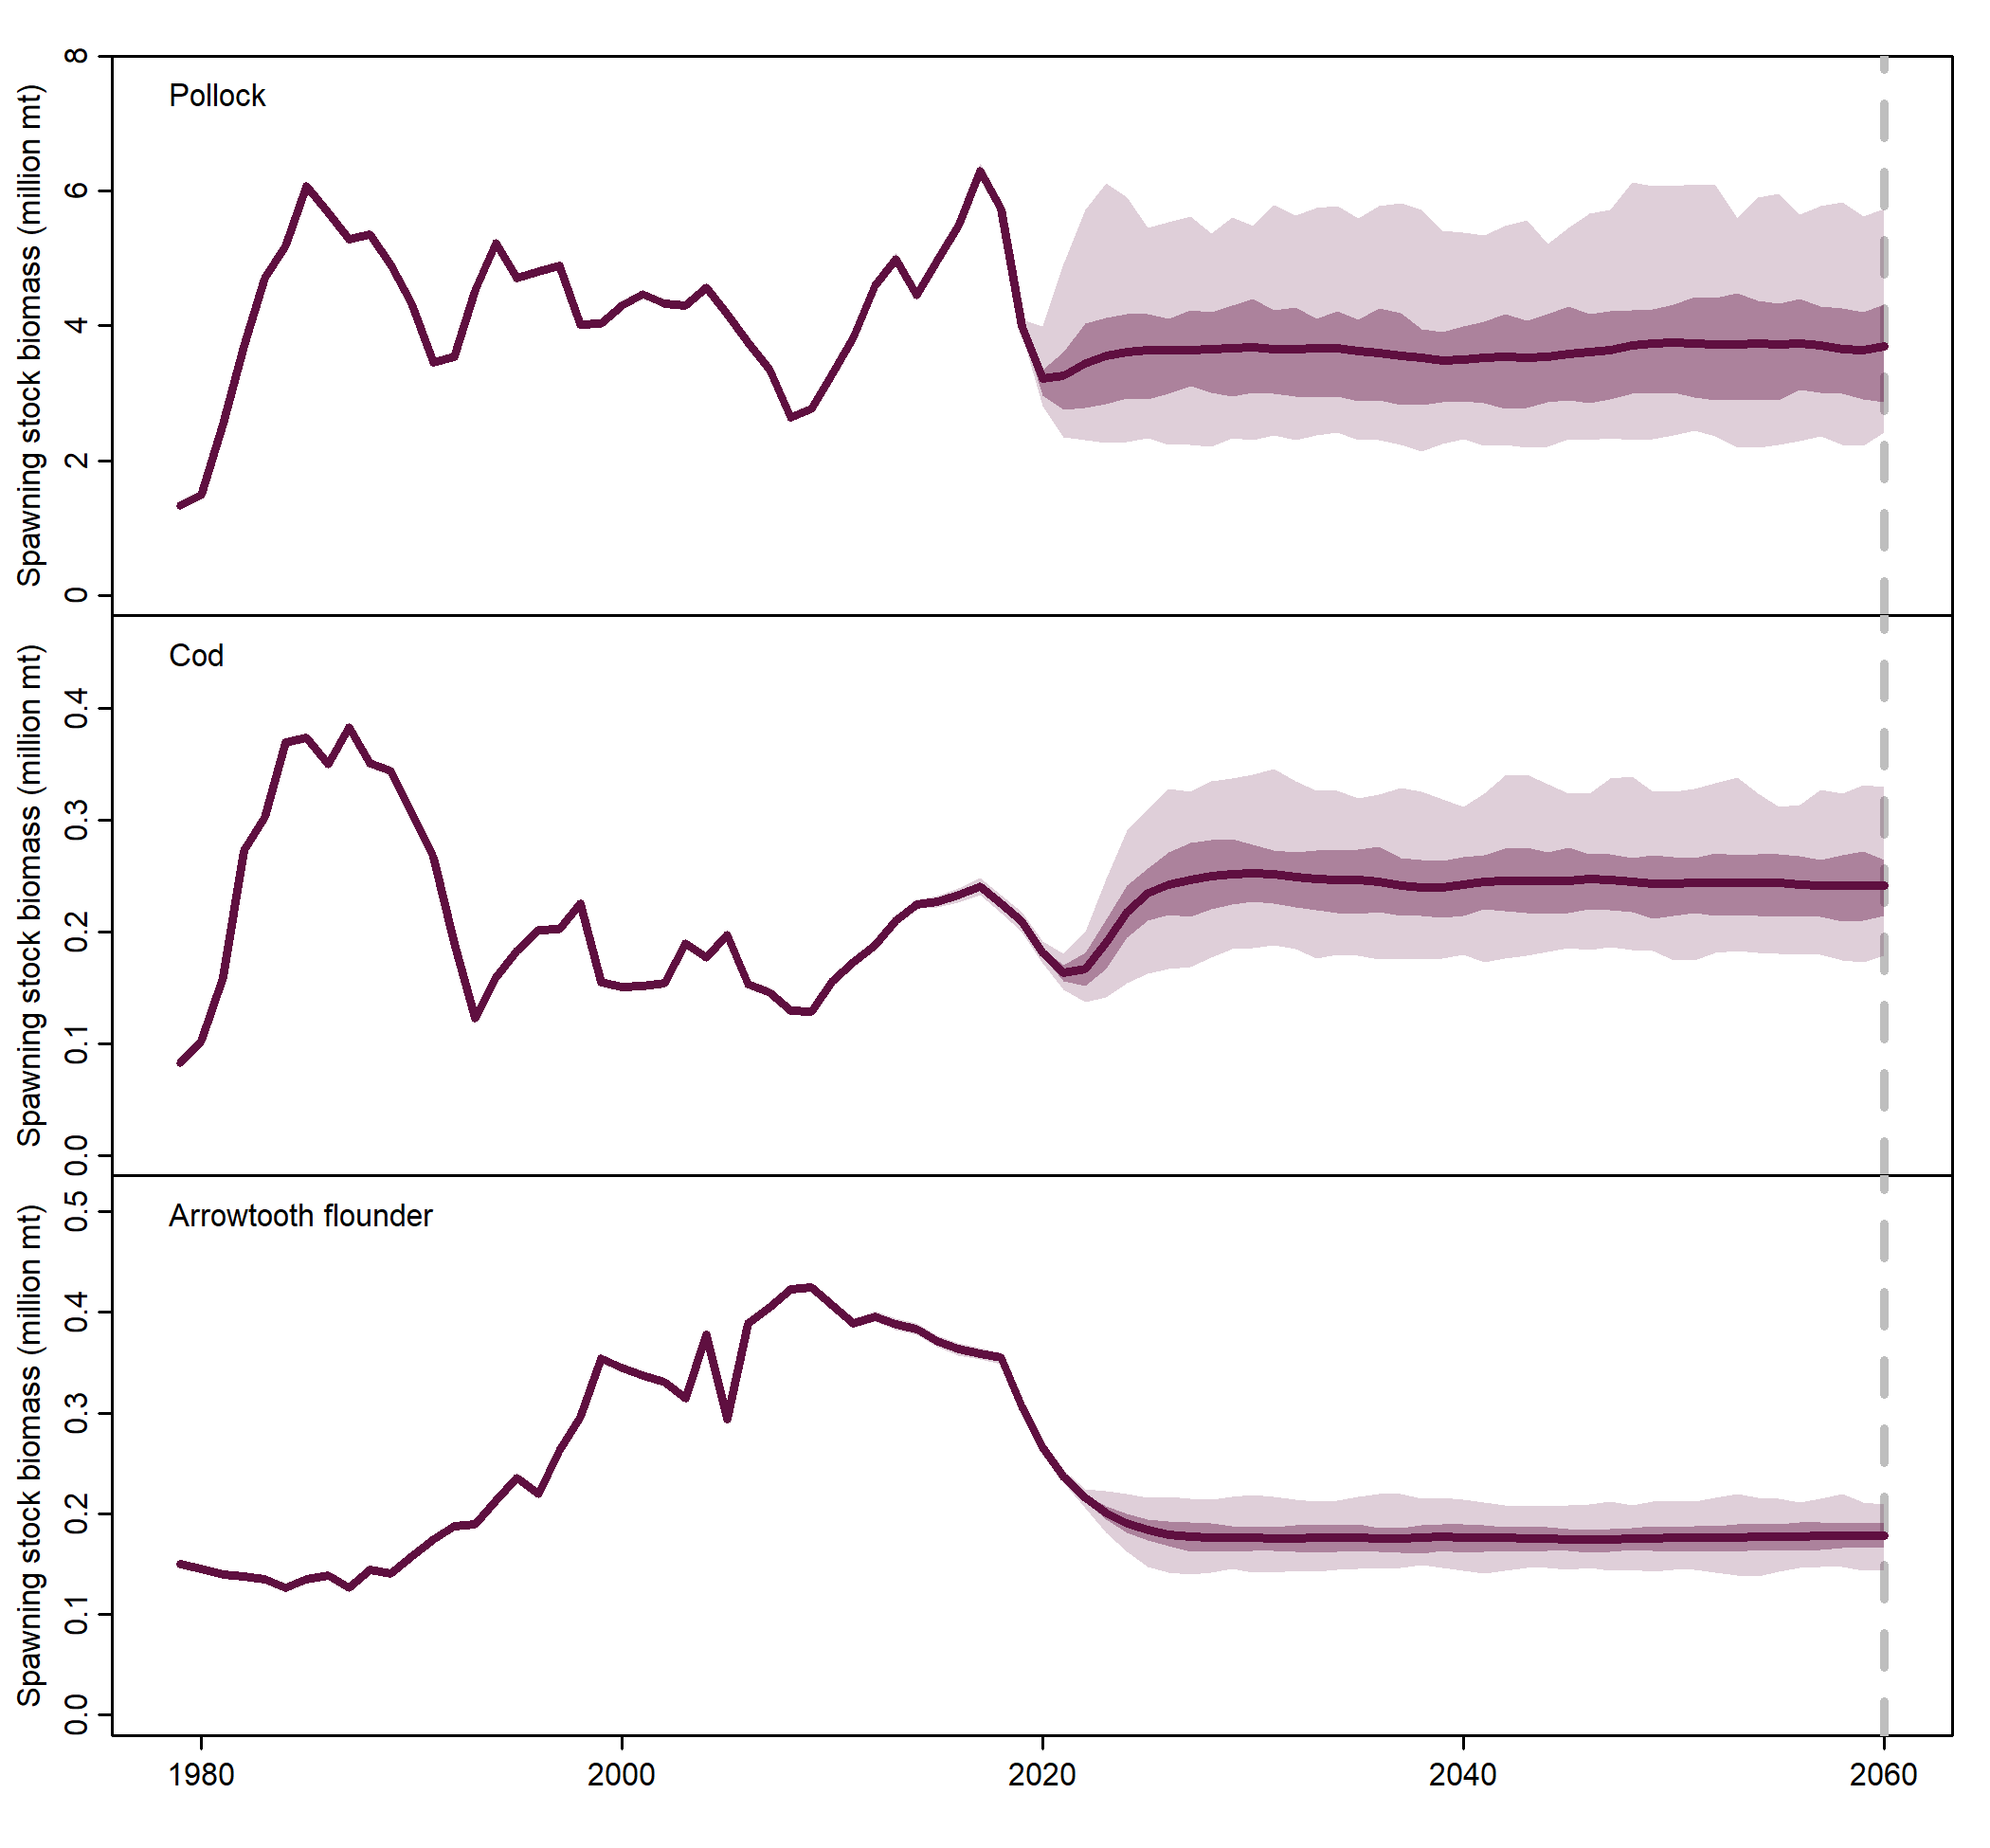 Pollock
Spawning stock biomass (million mt)
8
6
4
2
0
Cod
Spawning stock biomass (million mt)
0.4
0.3
0.2
0.1
0.0
Arrowtooth flounder
Spawning stock biomass (million mt)
0.5
0.4
0.3
0.2
0.1
0.0
1980 2000 2020 2040 2060